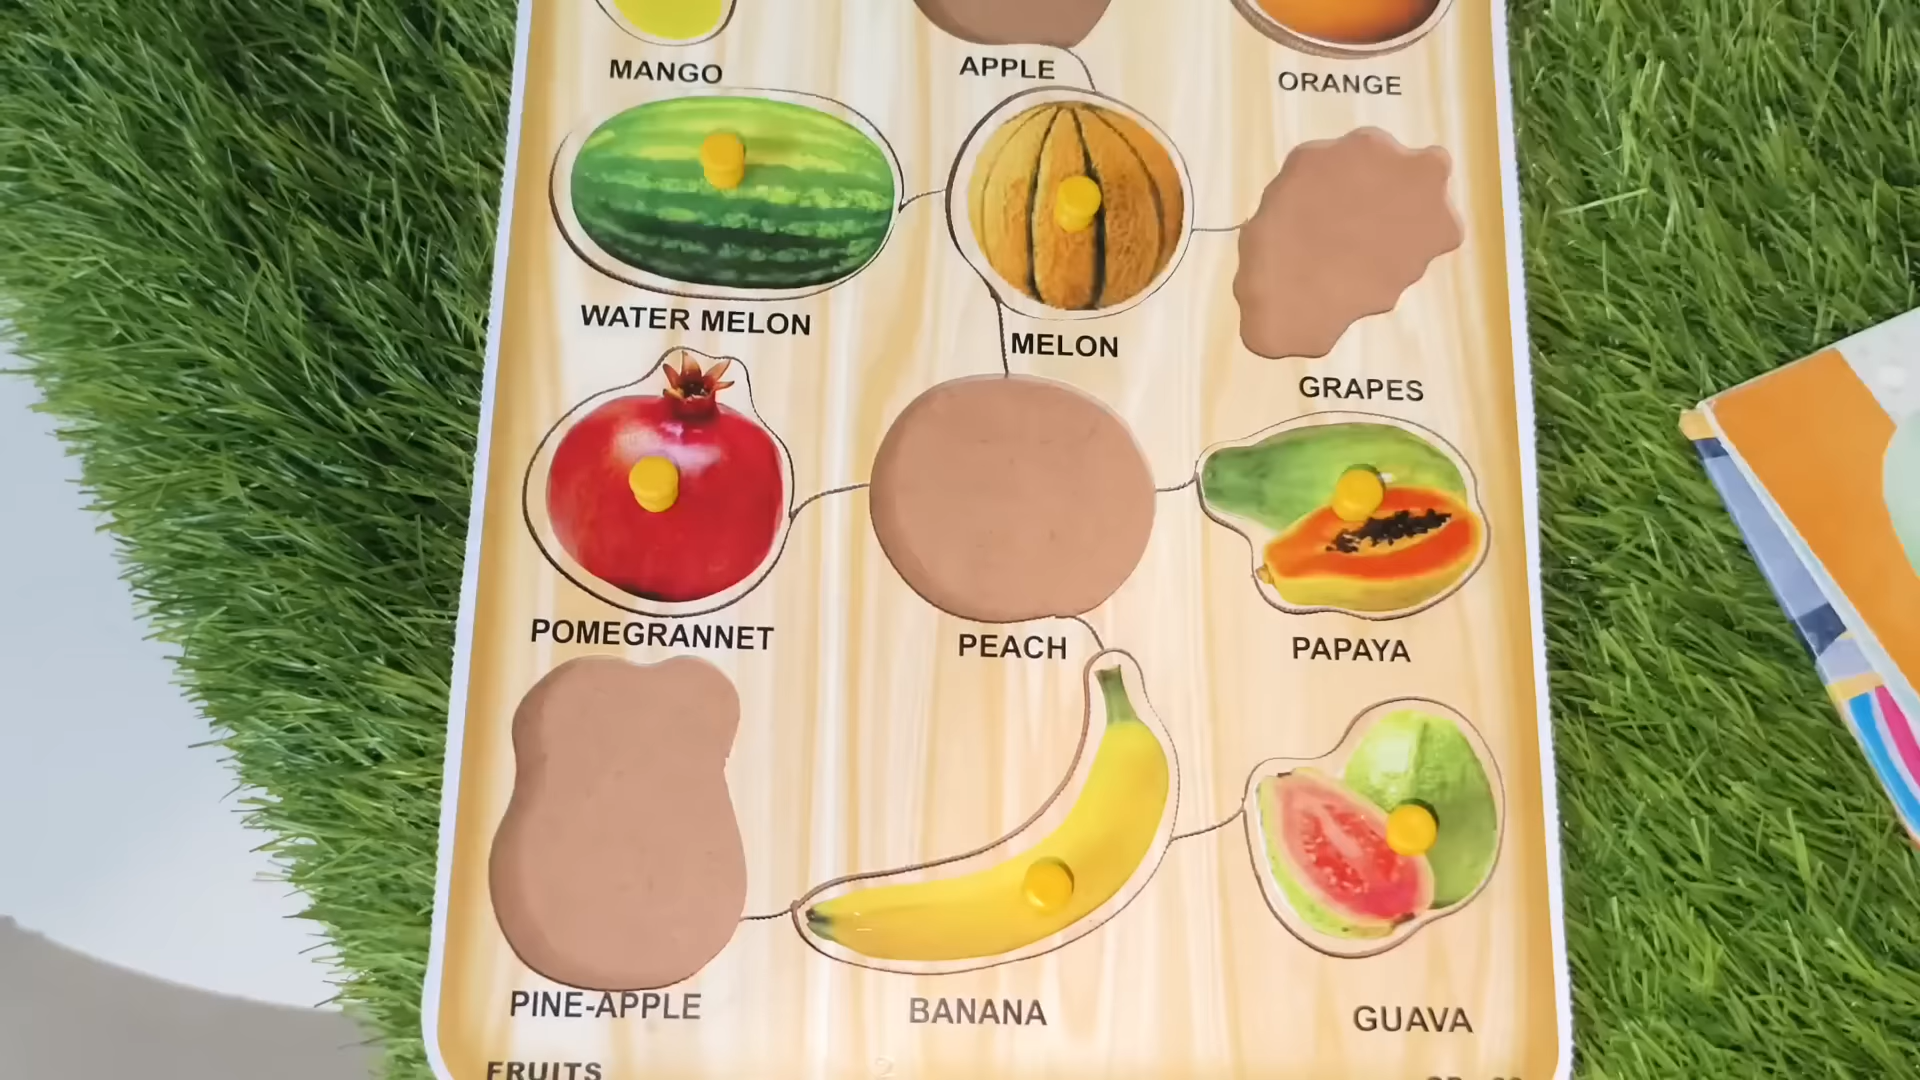 MANGO
APPLE
ORANGE
WATER MELON
MELON
GRAPES
POMEGRANNET
PEACH
PAPAYA
PINE-APPLE
BANANA
GUAVA
FRUITS